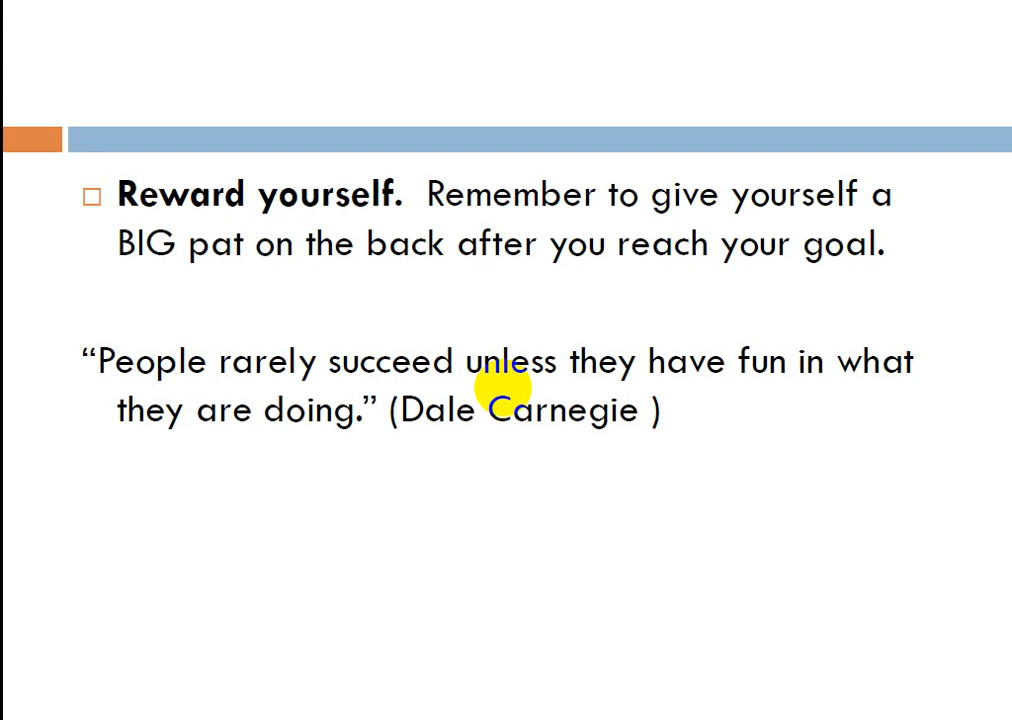 Reward yourself. Remember to give yourself a
BIG pat on the back after you reach your goal.
“People rarely succeed unless they have fun in what
they are doing.” (Dale Carnegie )